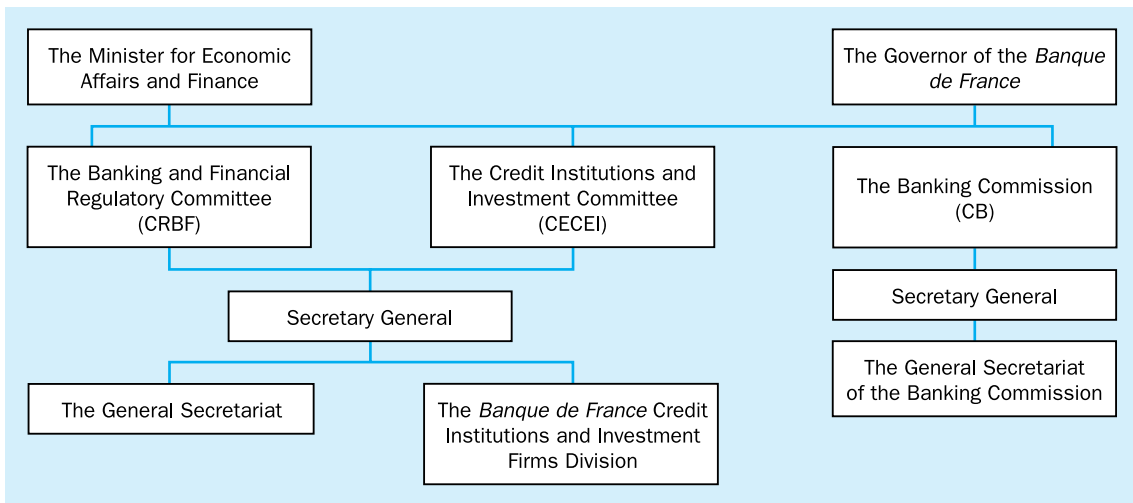 The Minister for Economic
Affairs and Finance
The Governor of the Banque
de France
The Banking and Financial
Regulatory Committee
(CRBF)
The Credit Institutions and
Investment Committee
(CECEI)
The Banking Commission
(CB)
Secretary General
Secretary General
The General Secretariat
The Banque de France Credit
Institutions and Investment
Firms Division
The General Secretariat
of the Banking Commission